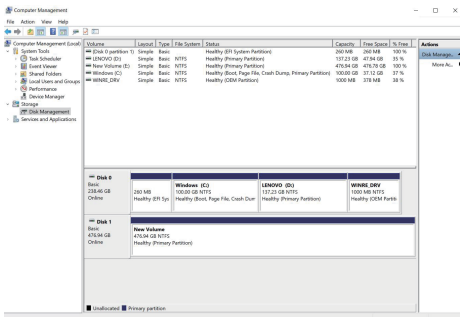 Computer Management
File Action View Help
Computer Management (Local)
System Tools
Task Scheduler
Event Viewer
Shared Folders
Local Users and Groups
Performance
Device Manager
Storage
Disk Management
Services and Applications
Volume Layout Type File System Status Capacity Free Space % Free
(Disk 0 partition 1) Simple Basic Healthy (EFI System Partition) 260 MB 260 MB 100 %
LENOVO (D:) Simple Basic NTFS Healthy (Primary Partition) 137.23 GB 47.94 GB 35 %
New Volume (E:) Simple Basic NTFS Healthy (Primary Partition) 476.94 GB 476.78 GB 100 %
Windows (C:) Simple Basic NTFS Healthy (Boot, Page File, Crash Dump, Primary Partition) 100.00 GB 37.12 GB 37 %
WINRE_DRV Simple Basic NTFS Healthy (OEM Partition) 1000 MB 378 MB 38 %
Actions
Disk Manage...
More Ac...
Disk 0
Basic
238.46 GB
Online
260 MB
Healthy (EFI Sys
Windows (C:)
100.00 GB NTFS
Healthy (Boot, Page File, Crash Dum
LENOVO (D:)
137.23 GB NTFS
Healthy (Primary Partition)
WINRE_DRV
1000 MB NTFS
Healthy (OEM Partiti
Disk 1
Basic
476.94 GB
Online
New Volume
476.94 GB NTFS
Healthy (Primary Partition)
Unallocated Primary partition